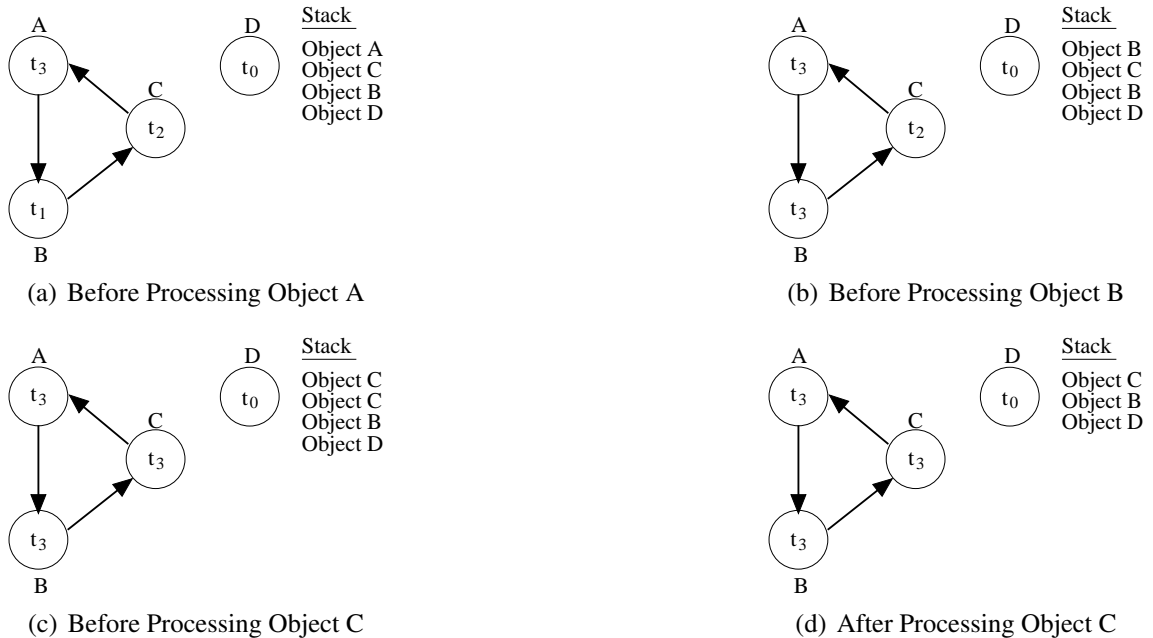 A
D
Stack
t3
t0
Object A
Object C
Object B
Object D
C
t2
t1
B
(a) Before Processing Object A
A
D
Stack
t3
t0
Object B
Object C
Object B
Object D
C
t2
t3
B
(b) Before Processing Object B
A
D
Stack
t3
t0
Object C
Object C
Object B
Object D
C
t3
t3
B
(c) Before Processing Object C
A
D
Stack
t3
t0
Object C
Object B
Object D
C
t3
t3
B
(d) After Processing Object C